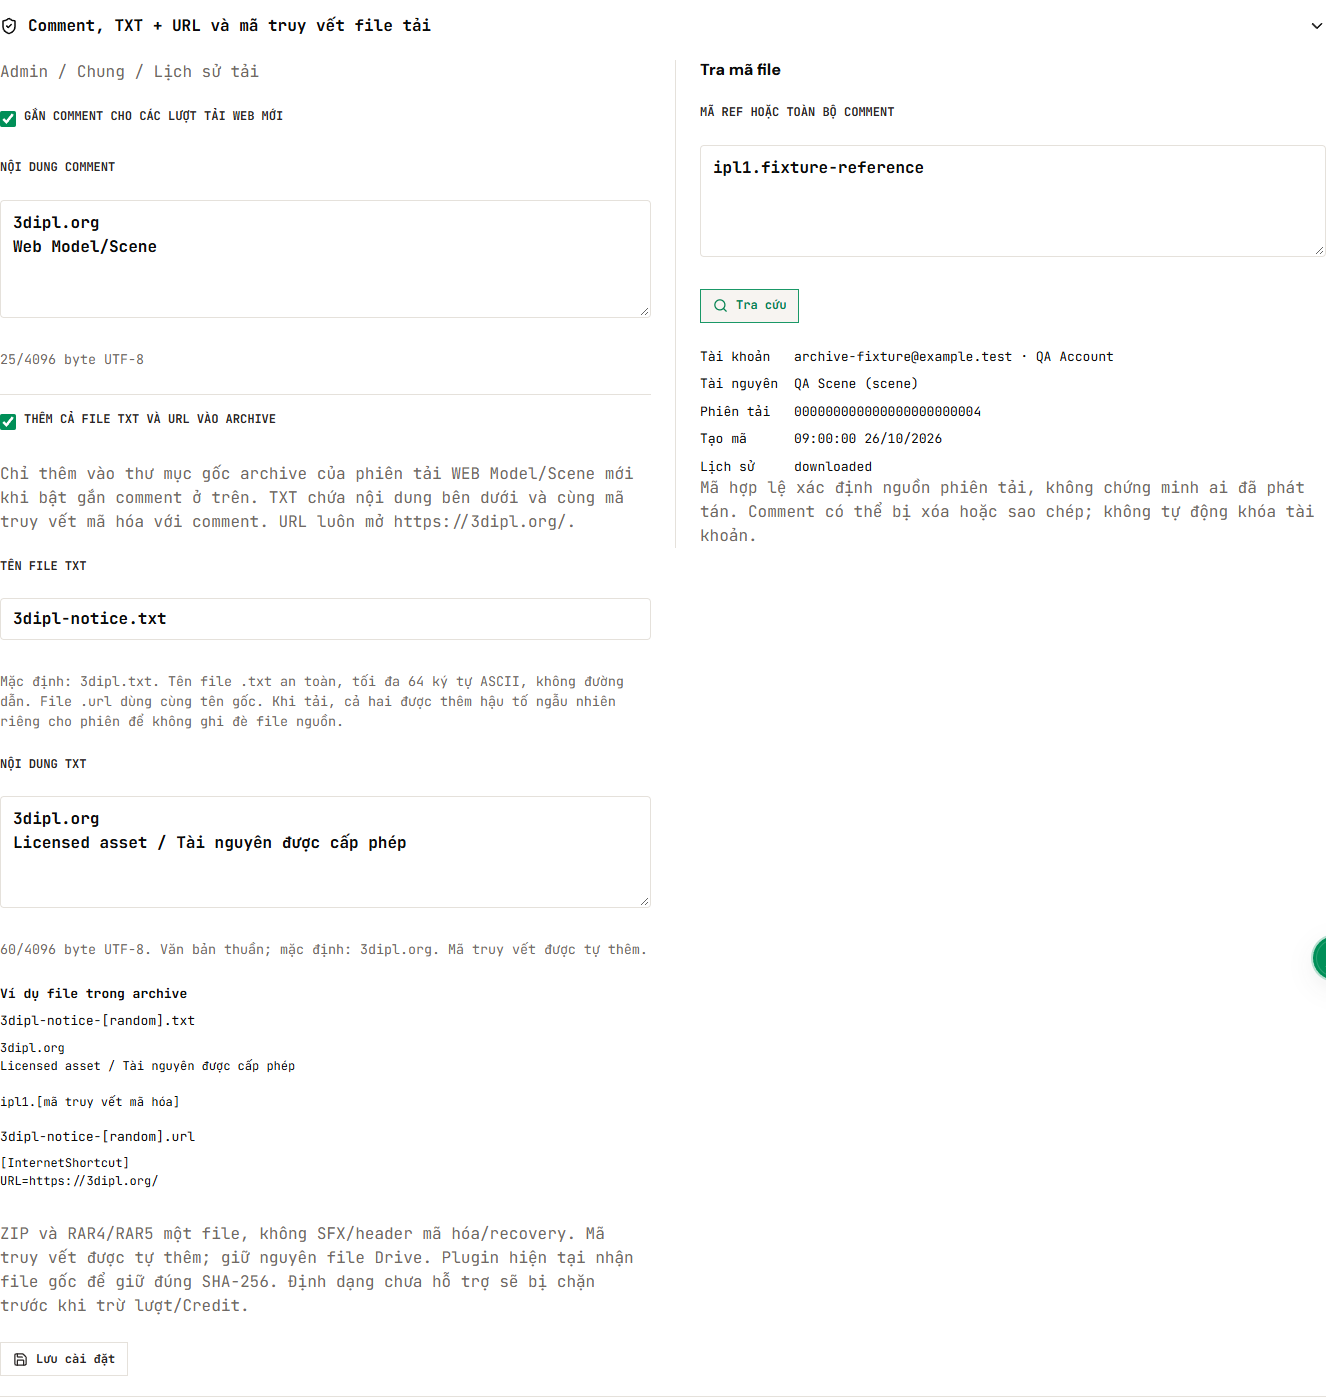 Comment, TXT + URL và mã truy vết file tải
Admin / Chung / Lịch sử tải
GẮN COMMENT CHO CÁC LƯỢT TẢI WEB MỚI
NỘI DUNG COMMENT
3dipl.org
Web Model/Scene
25/4096 byte UTF-8
THÊM CẢ FILE TXT VÀ URL VÀO ARCHIVE
Chỉ thêm vào thư mục gốc archive của phiên tải WEB Model/Scene mới
khi bật gắn comment ở trên. TXT chứa nội dung bên dưới và cùng mã
truy vết mã hóa với comment. URL luôn mở https://3dipl.org/.
TÊN FILE TXT
3dipl-notice.txt
Mặc định: 3dipl.txt. Tên file .txt an toàn, tối đa 64 ký tự ASCII, không đường
dẫn. File .url dùng cùng tên gốc. Khi tải, cả hai được thêm hậu tố ngẫu nhiên
riêng cho phiên để không ghi đè file nguồn.
NỘI DUNG TXT
3dipl.org
Licensed asset / Tài nguyên được cấp phép
60/4096 byte UTF-8. Văn bản thuần; mặc định: 3dipl.org. Mã truy vết được tự thêm.
Ví dụ file trong archive
3dipl-notice-[random].txt
3dipl.org
Licensed asset / Tài nguyên được cấp phép
ipl1.[mã truy vết mã hóa]
3dipl-notice-[random].url
[InternetShortcut]
URL=https://3dipl.org/
ZIP và RAR4/RAR5 một file, không SFX/header mã hóa/recovery. Mã
truy vết được tự thêm; giữ nguyên file Drive. Plugin hiện tại nhận
file gốc để giữ đúng SHA-256. Định dạng chưa hỗ trợ sẽ bị chặn
trước khi trừ lượt/Credit.
Lưu cài đặt
Tra mã file
MÃ REF HOẶC TOÀN BỘ COMMENT
ipl1.fixture-reference
Tra cứu
Tài khoản archive-fixture@example.test · QA Account
Tài nguyên QA Scene (scene)
Phiên tải 000000000000000000000004
Tạo mã 09:00:00 26/10/2026
Lịch sử downloaded
Mã hợp lệ xác định nguồn phiên tải, không chứng minh ai đã phát
tán. Comment có thể bị xóa hoặc sao chép; không tự động khóa tài
khoản.